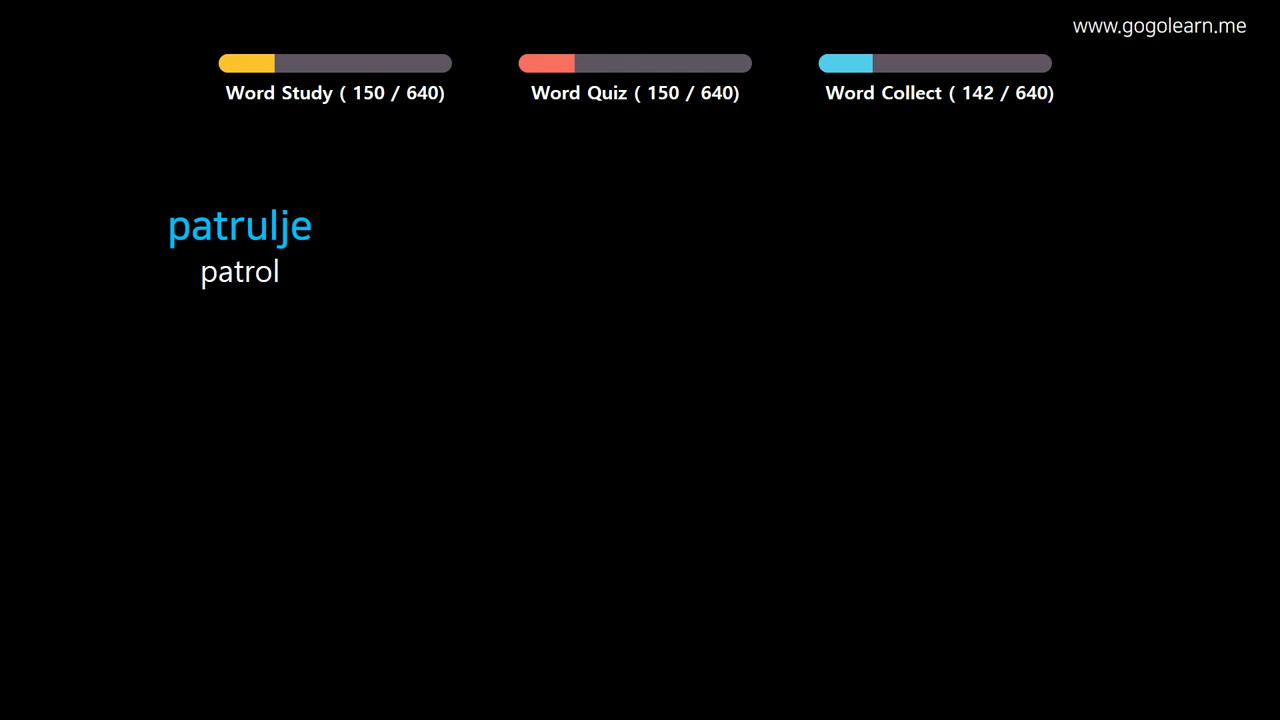 www.gogolearn.me
Word Study ( 150 / 640)
Word Quiz ( 150 / 640)
Word Collect ( 142 / 640)
patrulje
patrol